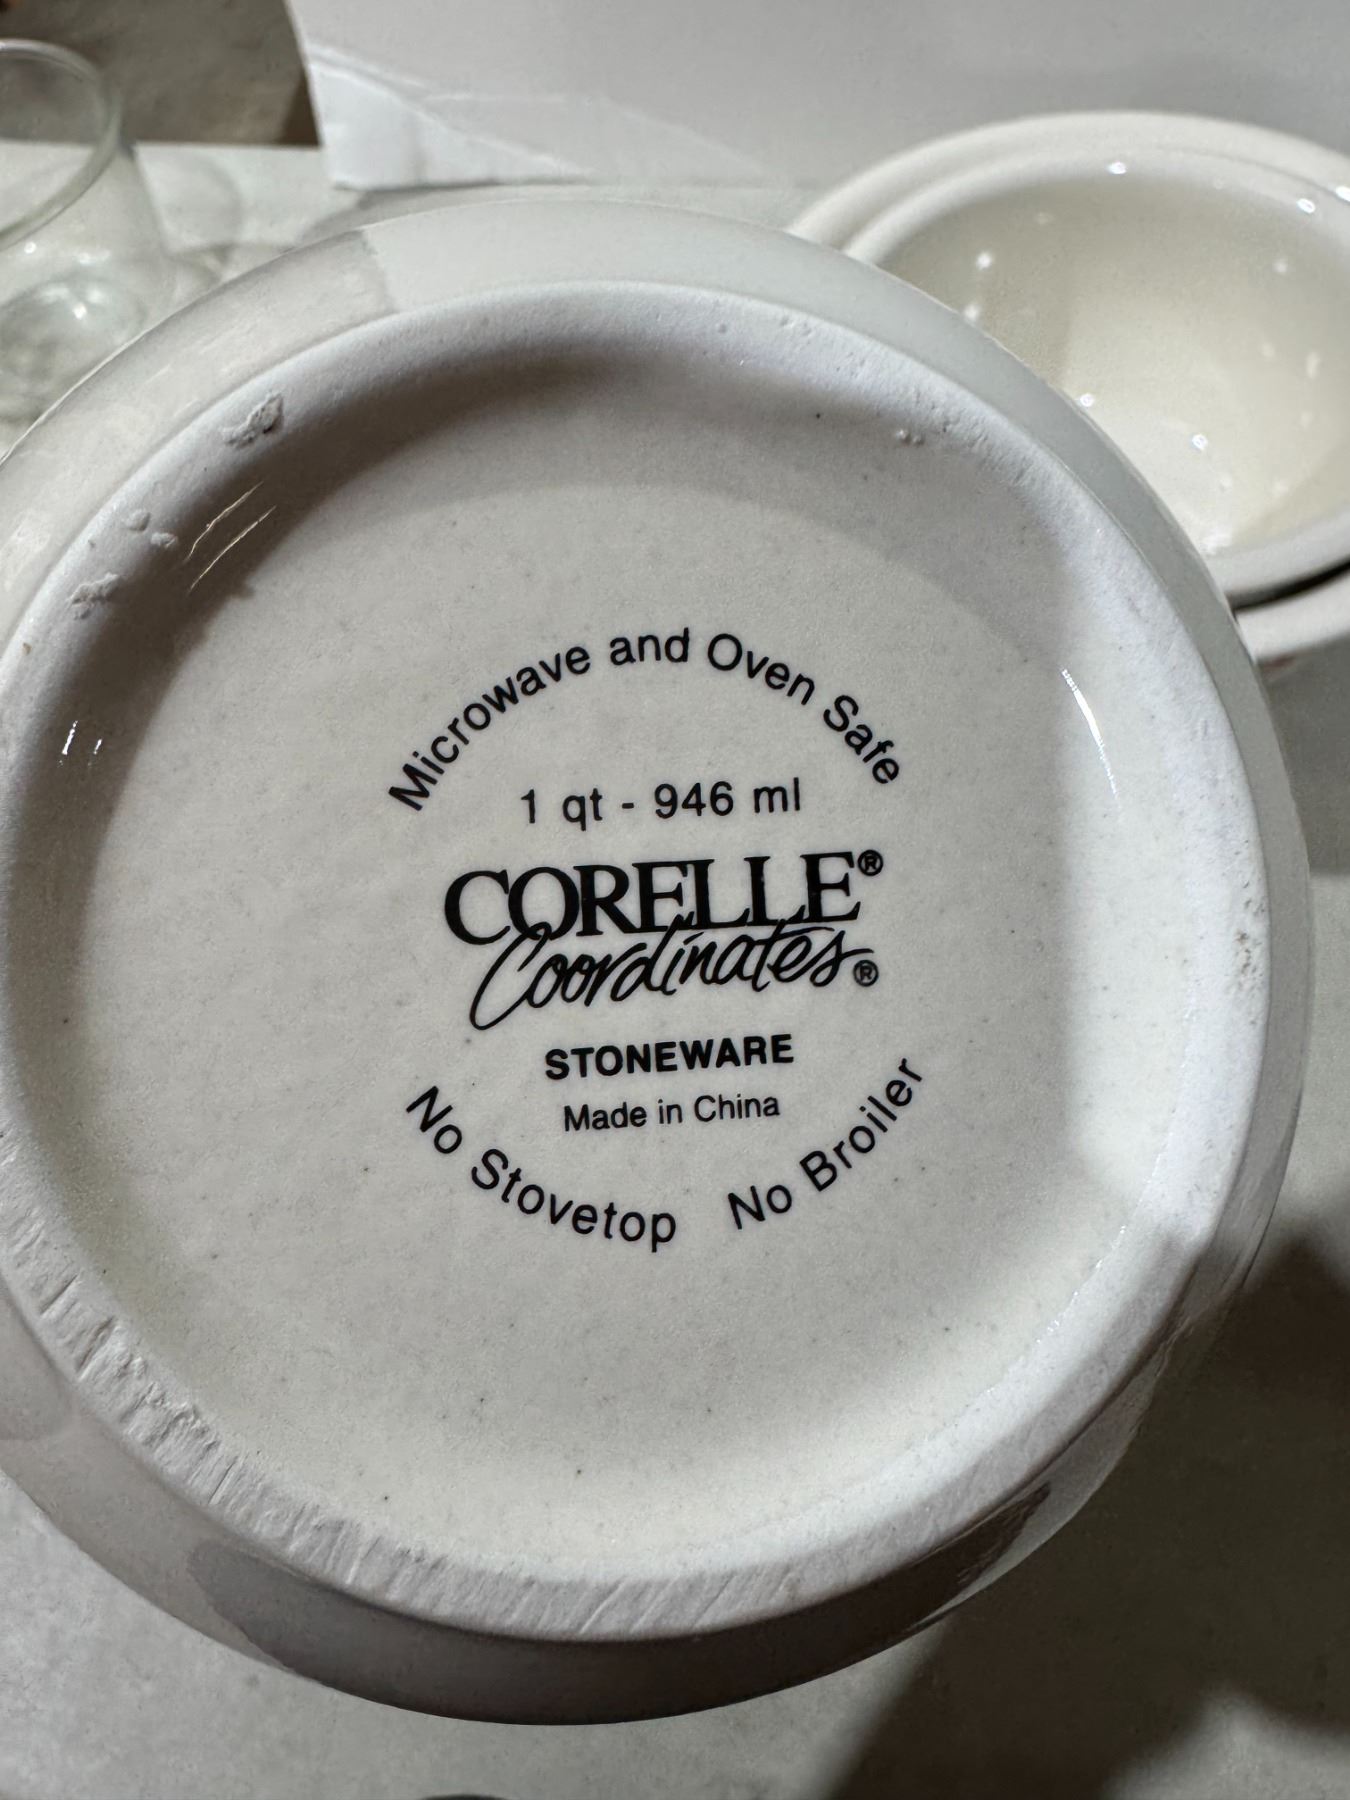 Microwave and Oven Safe
1 qt - 946 ml
CORELLE®
Coordinates®
STONEWARE
Made in China
No Stovetop No Broiler